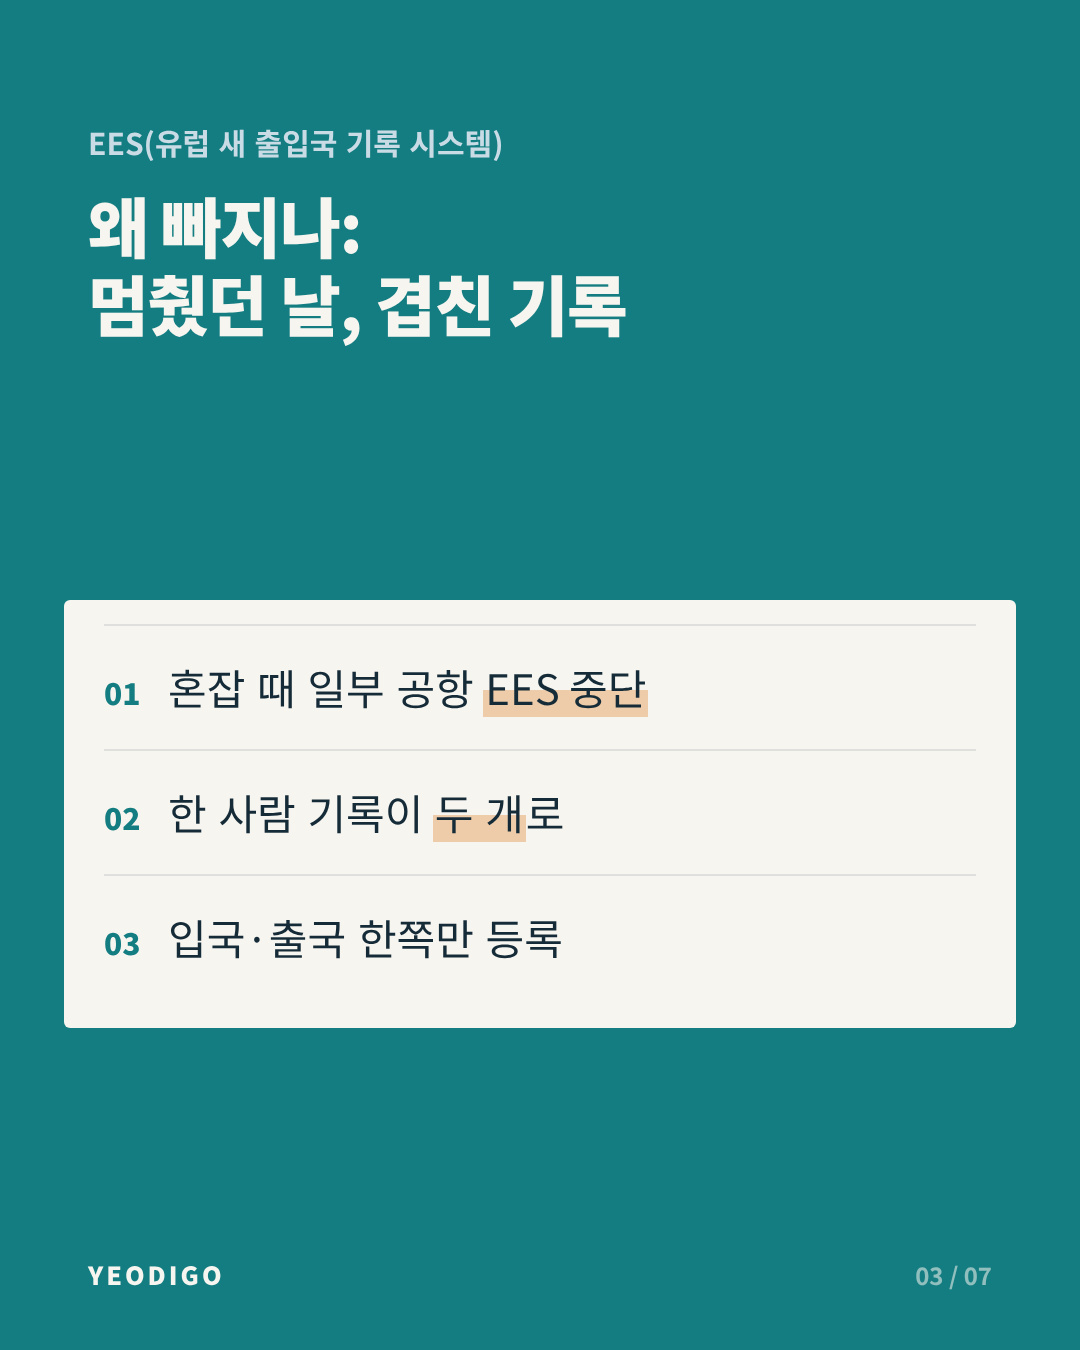 EES(유럽 새 출입국 기록 시스템)
왜 빠지나:
멈췄던 날, 겹친 기록
01 혼잡 때 일부 공항 EES 중단
02 한 사람 기록이 두 개로
03 입국·출국 한쪽만 등록
YEODIGO
03 / 07